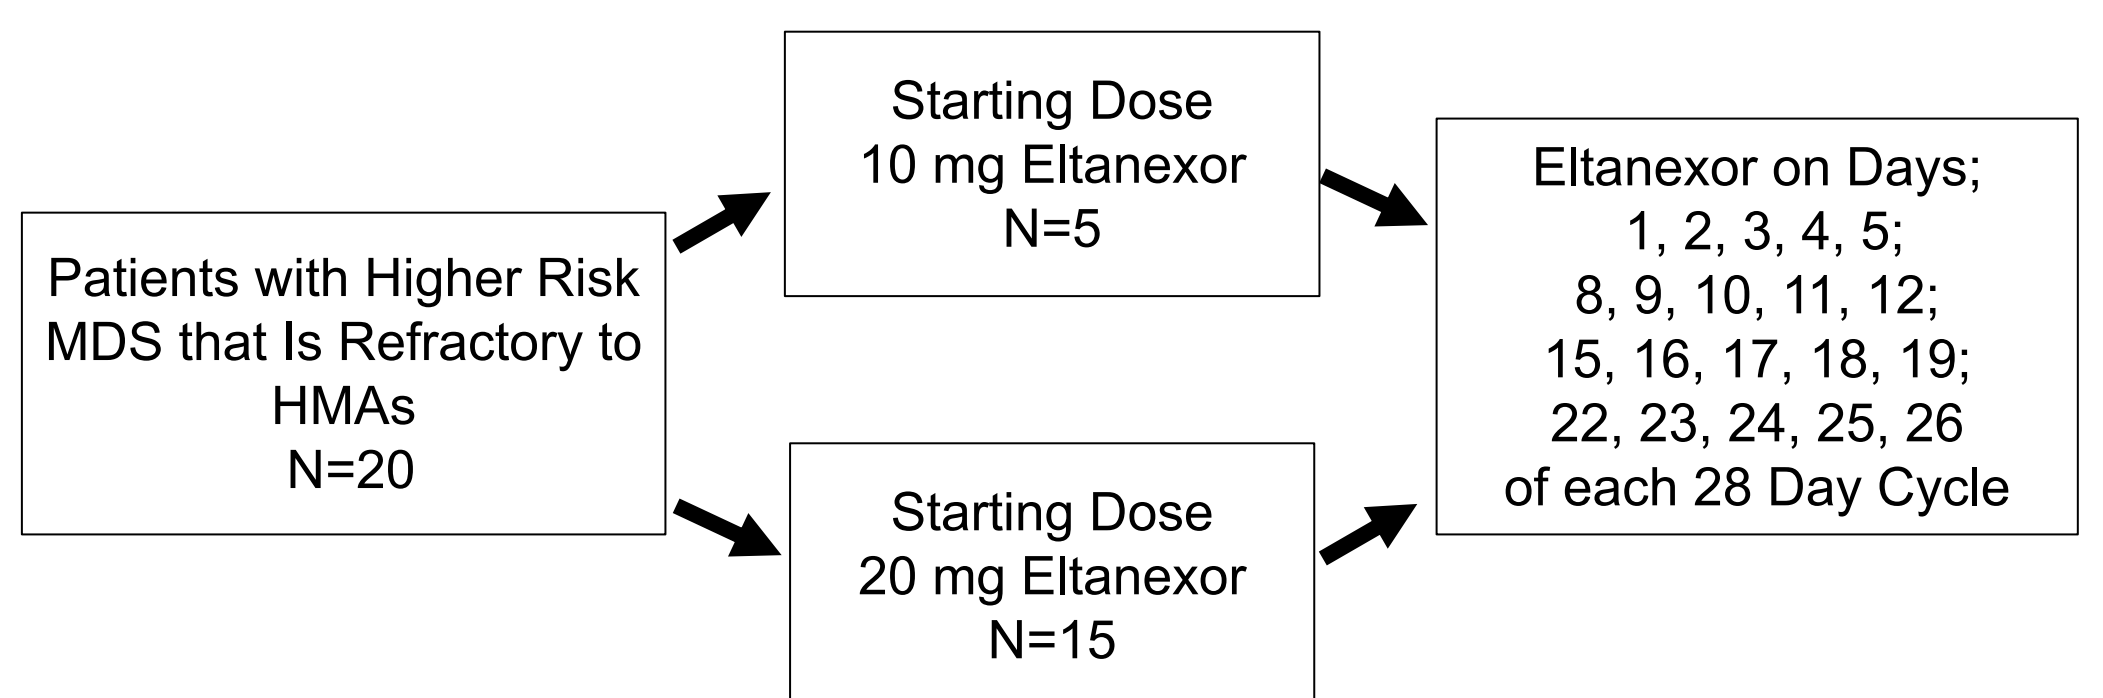 Patients with Higher Risk
MDS that Is Refractory to
HMAs
N=20
Starting Dose
10 mg Eltanexor
N=5
Starting Dose
20 mg Eltanexor
N=15
Eltanexor on Days;
1, 2, 3, 4, 5;
8, 9, 10, 11, 12;
15, 16, 17, 18, 19;
22, 23, 24, 25, 26
of each 28 Day Cycle